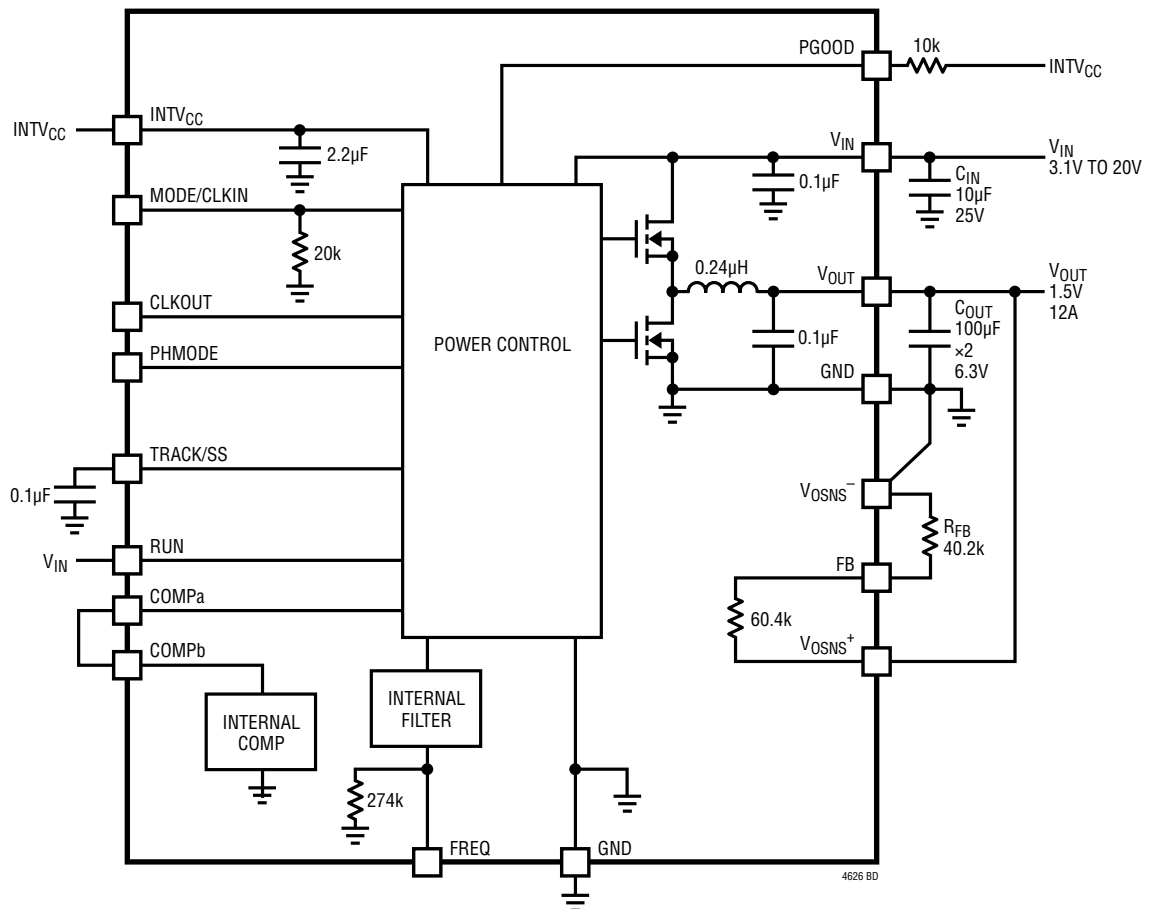 PGOOD
10k
INTVCC
INTVCC
INTVCC
2.2µF
VIN
VIN
3.1V TO 20V
0.1µF
CIN
10µF
25V
MODE/CLKIN
20k
0.24µH
VOUT
VOUT
1.5V
12A
CLKOUT
COUT
100µF
×2
6.3V
POWER CONTROL
0.1µF
PHMODE
GND
TRACK/SS
0.1µF
VOSNS–
RFB
40.2k
RUN
VIN
FB
COMPa
60.4k
COMPb
VOSNS+
INTERNAL
FILTER
INTERNAL
COMP
274k
FREQ
GND
4626 BD